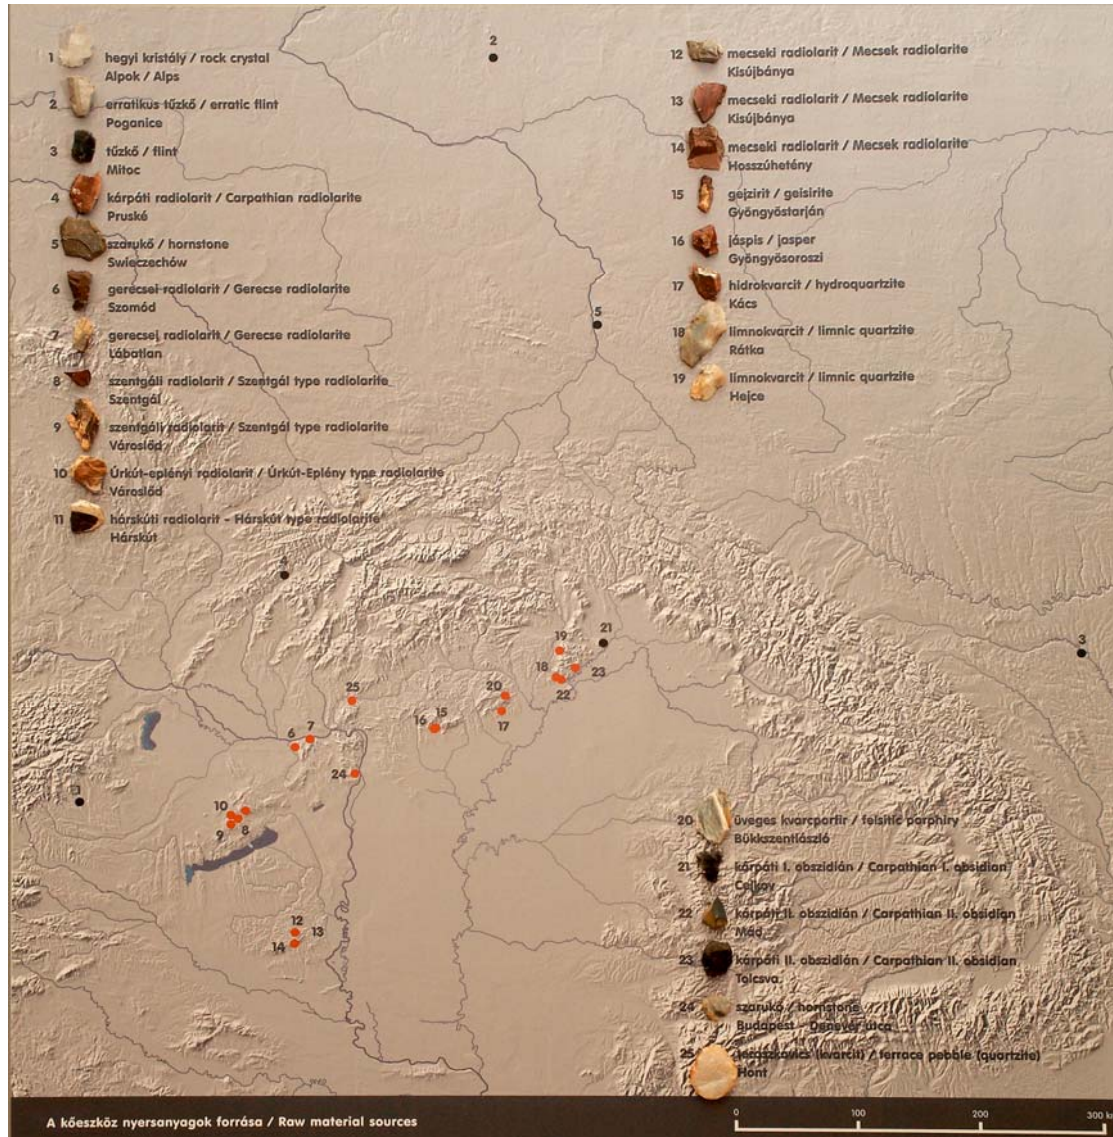 1 hegyi kristály / rock crystal
Alpok / Alps
2 erratikus tűzkő / erratic flint
Poganice
3 tűzkő / flint
Mitoc
4 kárpáti radiolarit / Carpathian radiolarite
Pruské
5 szarukő / hornstone
Swieczechów
6 gerecsei radiolarit / Gerecse radiolarite
Szomód
7 gerecsei radiolarit / Gerecse radiolarite
Lábatlan
8 szentgáli radiolarit / Szentgál type radiolarite
Szentgál
9 szentgáli radiolarit / Szentgál type radiolarite
Városlőd
10 Úrkút-eplényi radiolarit / Úrkút-Eplény type radiolarite
Városlőd
11 hárskúti radiolarit - Hárskút type radiolarite
Hárskút
12 mecseki radiolarit / Mecsek radiolarite
Kisújbánya
13 mecseki radiolarit / Mecsek radiolarite
Kisújbánya
14 mecseki radiolarit / Mecsek radiolarite
Hosszúhetény
15 gejzirit / geisirite
Gyöngyöstarján
16 jáspis / jasper
Gyöngyösoroszi
17 hidrokvarcit / hydroquartzite
Kács
18 limnokvarcit / limnic quartzite
Rátka
19 limnokvarcit / limnic quartzite
Hejce
2
5
4
3
21
19
18
22
23
20
17
25
15
16
7
6
24
10
9
8
12
13
14
20 üveges kvarcporfir / felsitic porphiry
Bükkszentlászló
21 kárpáti I. obszidián / Carpathian I. obsidian
Cejkov
22 kárpáti II. obszidián / Carpathian II. obsidian
Mád
23 kárpáti II. obszidián / Carpathian II. obsidian
Tolcsva
24 szarukő / hornstone
Budapest - Denevér utca
25 teraszkavics (kvarcit) / terrace pebble (quartzite)
Hont
A kőeszköz nyersanyagok forrása / Raw material sources
0 100 200 300 k